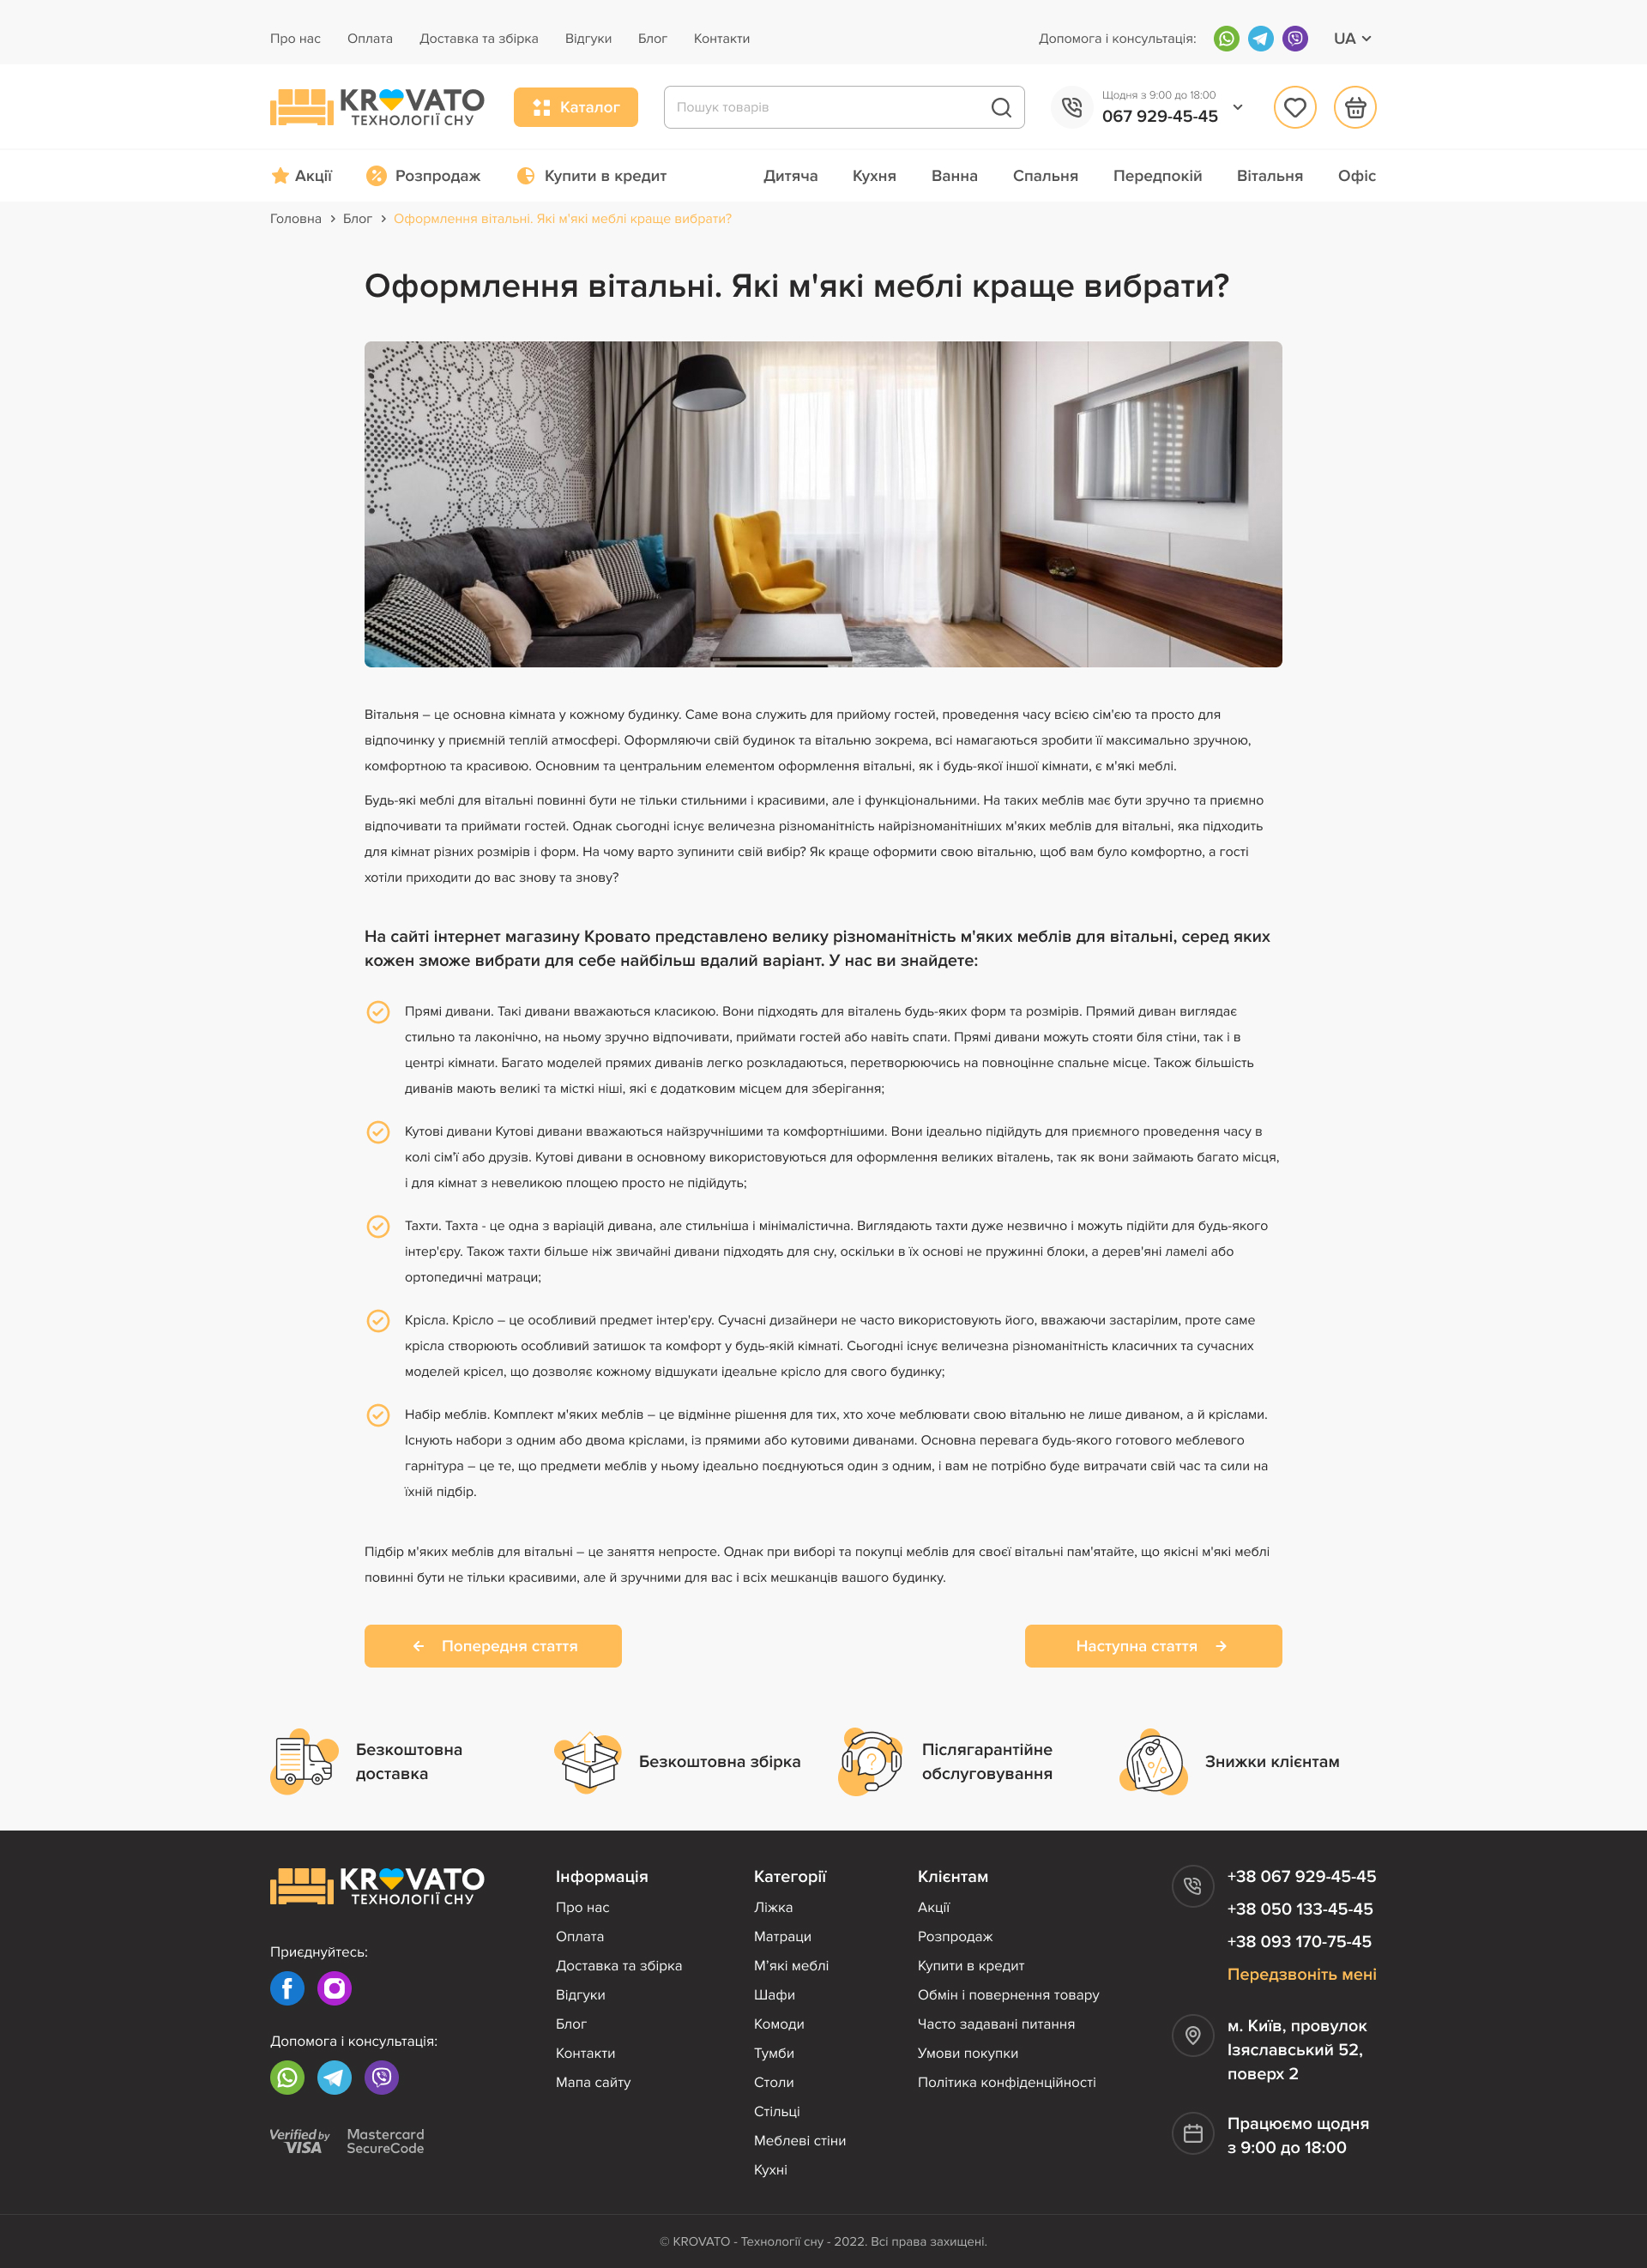 Про нас Оплата Доставка та збірка Відгуки Блог Контакти Допомога і консультація: UA
KROVATO
ТЕХНОЛОГІЇ СНУ
Каталог
Пошук товарів
Щодня з 9:00 до 18:00
067 929-45-45
Акції Розпродаж Купити в кредит Дитяча Кухня Ванна Спальня Передпокій Вітальня Офіс
Головна Блог Оформлення вітальні. Які м'які меблі краще вибрати?
Оформлення вітальні. Які м'які меблі краще вибрати?
Вітальня – це основна кімната у кожному будинку. Саме вона служить для прийому гостей, проведення часу всією сім'єю та просто для
відпочинку у приємній теплій атмосфері. Оформляючи свій будинок та вітальню зокрема, всі намагаються зробити її максимально зручною,
комфортною та красивою. Основним та центральним елементом оформлення вітальні, як і будь-якої іншої кімнати, є м'які меблі.
Будь-які меблі для вітальні повинні бути не тільки стильними і красивими, але і функціональними. На таких меблів має бути зручно та приємно
відпочивати та приймати гостей. Однак сьогодні існує величезна різноманітність найрізноманітніших м'яких меблів для вітальні, яка підходить
для кімнат різних розмірів і форм. На чому варто зупинити свій вибір? Як краще оформити свою вітальню, щоб вам було комфортно, а гості
хотіли приходити до вас знову та знову?
На сайті інтернет магазину Кровато представлено велику різноманітність м'яких меблів для вітальні, серед яких
кожен зможе вибрати для себе найбільш вдалий варіант. У нас ви знайдете:
Прямі дивани. Такі дивани вважаються класикою. Вони підходять для віталень будь-яких форм та розмірів. Прямий диван виглядає
стильно та лаконічно, на ньому зручно відпочивати, приймати гостей або навіть спати. Прямі дивани можуть стояти біля стіни, так і в
центрі кімнати. Багато моделей прямих диванів легко розкладаються, перетворюючись на повноцінне спальне місце. Також більшість
диванів мають великі та місткі ніші, які є додатковим місцем для зберігання;
Кутові дивани Кутові дивани вважаються найзручнішими та комфортнішими. Вони ідеально підійдуть для приємного проведення часу в
колі сім'ї або друзів. Кутові дивани в основному використовуються для оформлення великих віталень, так як вони займають багато місця,
і для кімнат з невеликою площею просто не підійдуть;
Тахти. Тахта - це одна з варіацій дивана, але стильніша і мінімалістична. Виглядають тахти дуже незвично і можуть підійти для будь-якого
інтер'єру. Також тахти більше ніж звичайні дивани підходять для сну, оскільки в їх основі не пружинні блоки, а дерев'яні ламелі або
ортопедичні матраци;
Крісла. Крісло – це особливий предмет інтер'єру. Сучасні дизайнери не часто використовують його, вважаючи застарілим, проте саме
крісла створюють особливий затишок та комфорт у будь-якій кімнаті. Сьогодні існує величезна різноманітність класичних та сучасних
моделей крісел, що дозволяє кожному відшукати ідеальне крісло для свого будинку;
Набір меблів. Комплект м'яких меблів – це відмінне рішення для тих, хто хоче меблювати свою вітальню не лише диваном, а й кріслами.
Існують набори з одним або двома кріслами, із прямими або кутовими диванами. Основна перевага будь-якого готового меблевого
гарнітура – це те, що предмети меблів у ньому ідеально поєднуються один з одним, і вам не потрібно буде витрачати свій час та сили на
їхній підбір.
Підбір м'яких меблів для вітальні – це заняття непросте. Однак при виборі та покупці меблів для своєї вітальні пам'ятайте, що якісні м'які меблі
повинні бути не тільки красивими, але й зручними для вас і всіх мешканців вашого будинку.
Попередня стаття Наступна стаття
Безкоштовна
доставка
Безкоштовна збірка
Післягарантійне
обслуговування
Знижки клієнтам
KROVATO
ТЕХНОЛОГІЇ СНУ
Приєднуйтесь:
Допомога і консультація:
Verified by
VISA
Mastercard
SecureCode
Інформація
Про нас
Оплата
Доставка та збірка
Відгуки
Блог
Контакти
Мапа сайту
Категорії
Ліжка
Матраци
М'які меблі
Шафи
Комоди
Тумби
Столи
Стільці
Меблеві стіни
Кухні
Клієнтам
Акції
Розпродаж
Купити в кредит
Обмін і повернення товару
Часто задавані питання
Умови покупки
Політика конфіденційності
+38 067 929-45-45
+38 050 133-45-45
+38 093 170-75-45
Передзвоніть мені
м. Київ, провулок
Ізяславський 52,
поверх 2
Працюємо щодня
з 9:00 до 18:00
© KROVATO - Технології сну - 2022. Всі права захищені.